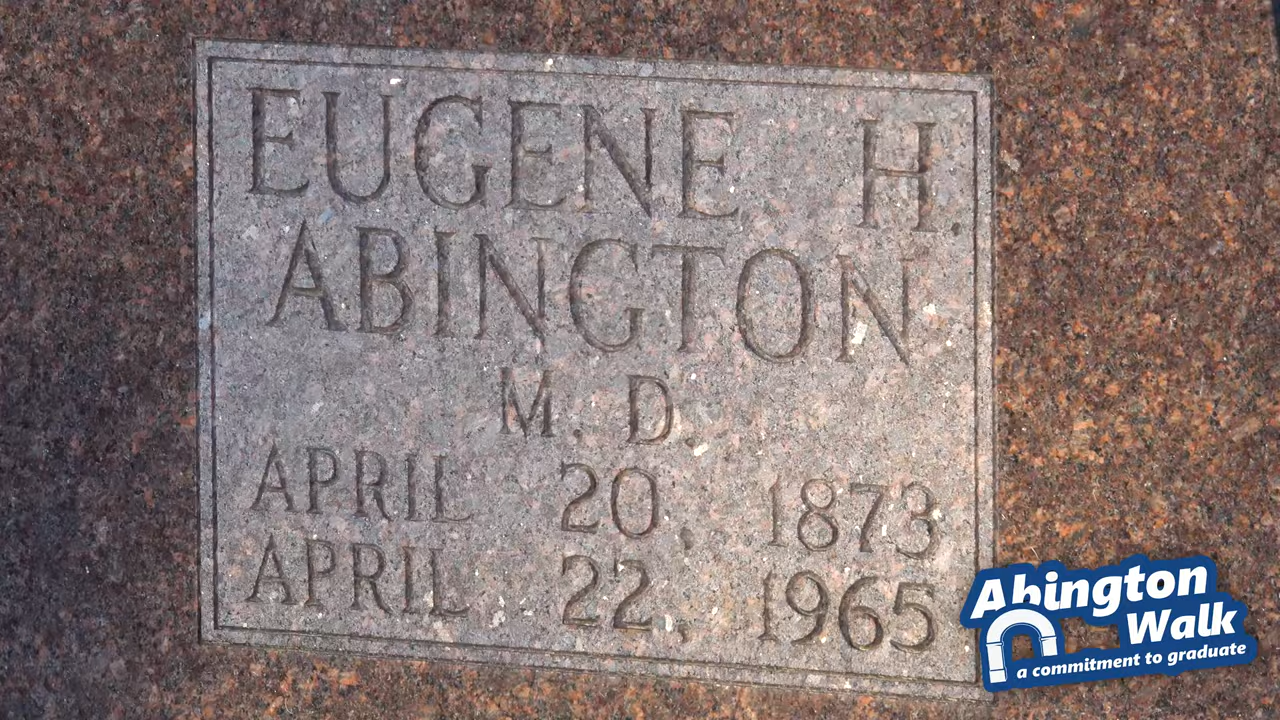 EUGENE H.
ABINGTON
M. D.
APRIL 20, 1873
APRIL 22, 1965
Abington
Walk
a commitment to graduate